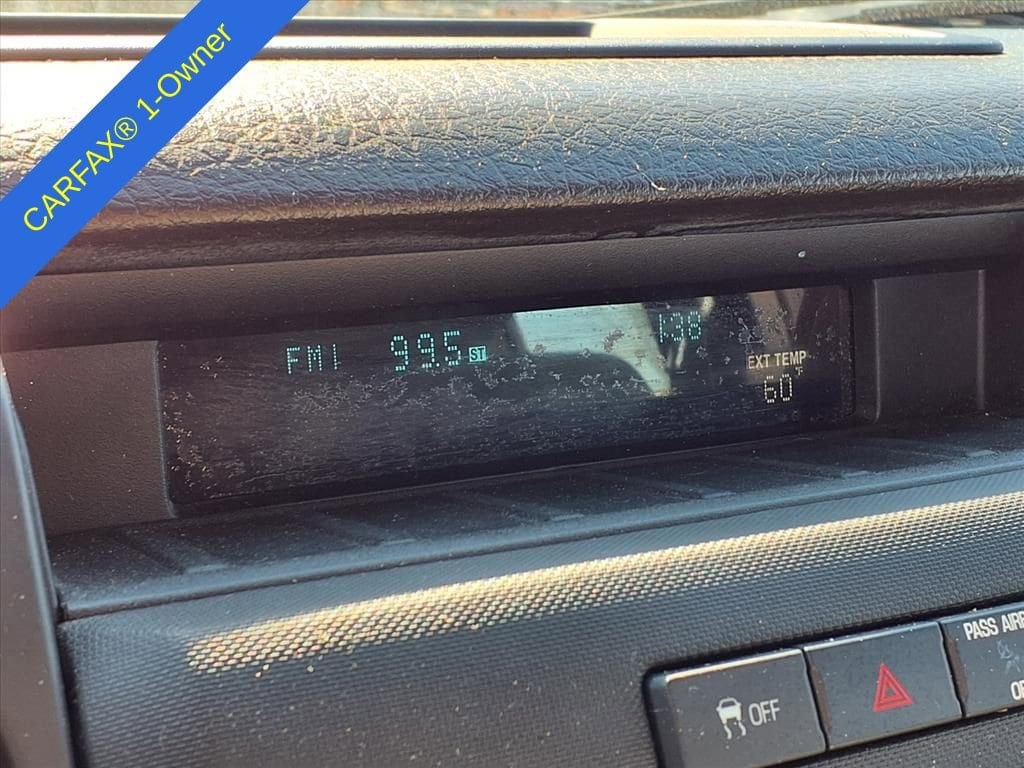 CARFAX® 1-Owner
FM1 99.5 ST 1:38
EXT TEMP
60°F
OFF
PASS AIR